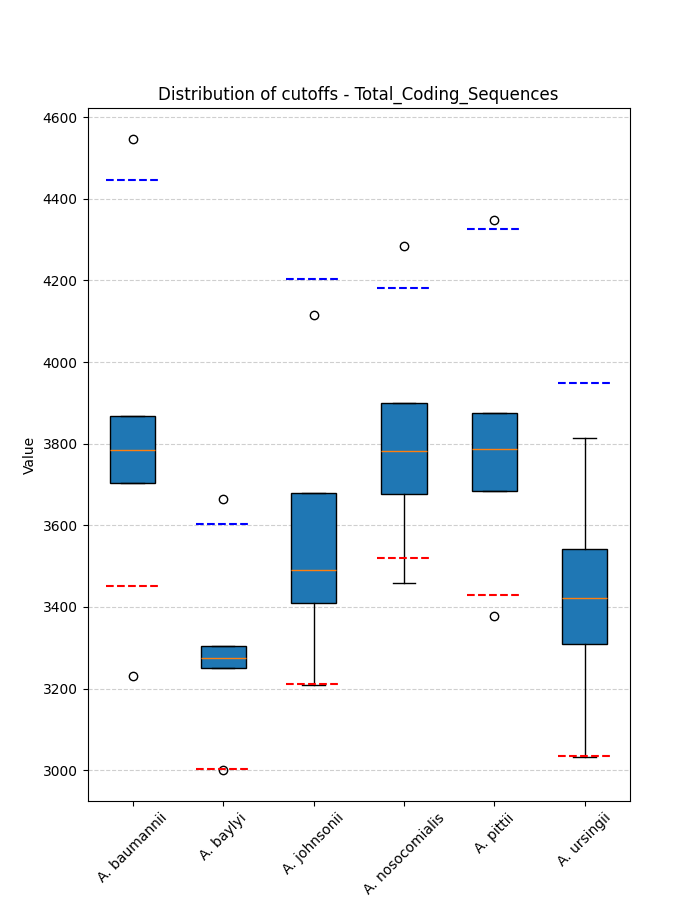 Distribution of cutoffs - Total_Coding_Sequences
4600
4400
4200
4000
3800
3600
3400
3200
3000
Value
A. baumannii
A. baylyi
A. johnsonii
A. nosocomialis
A. pittii
A. ursingii